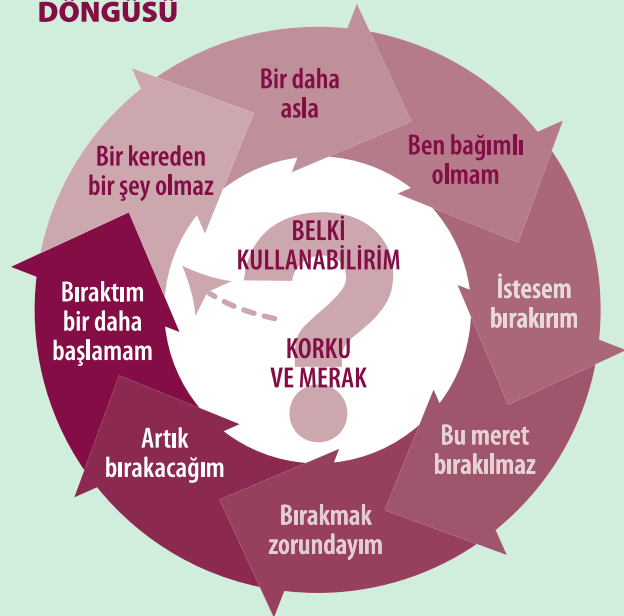 DÖNGÜSÜ
Bir kereden
bir şey olmaz
Bir daha
asla
Ben bağımlı
olmam
İstesem
bırakırım
Bu meret
bırakılmaz
Bırakmak
zorundayım
Artık
bırakacağım
Bıraktım
bir daha
başlamam
BELKİ
KULLANABİLİRİM
KORKU
VE MERAK
?